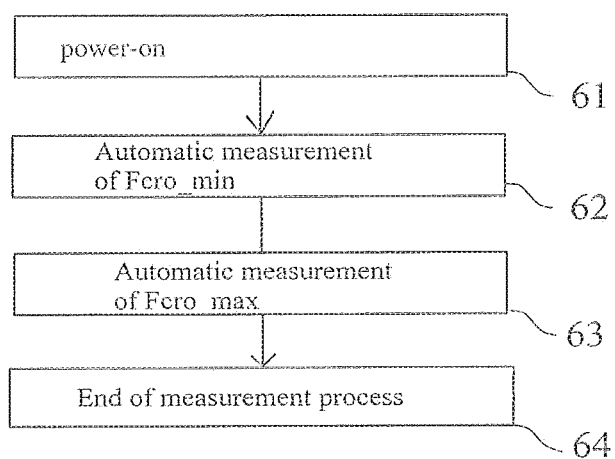 power-on
61
Automatic measurement
of Fcro_min
62
Automatic measurement
of Fcro_max
63
End of measurement process
64